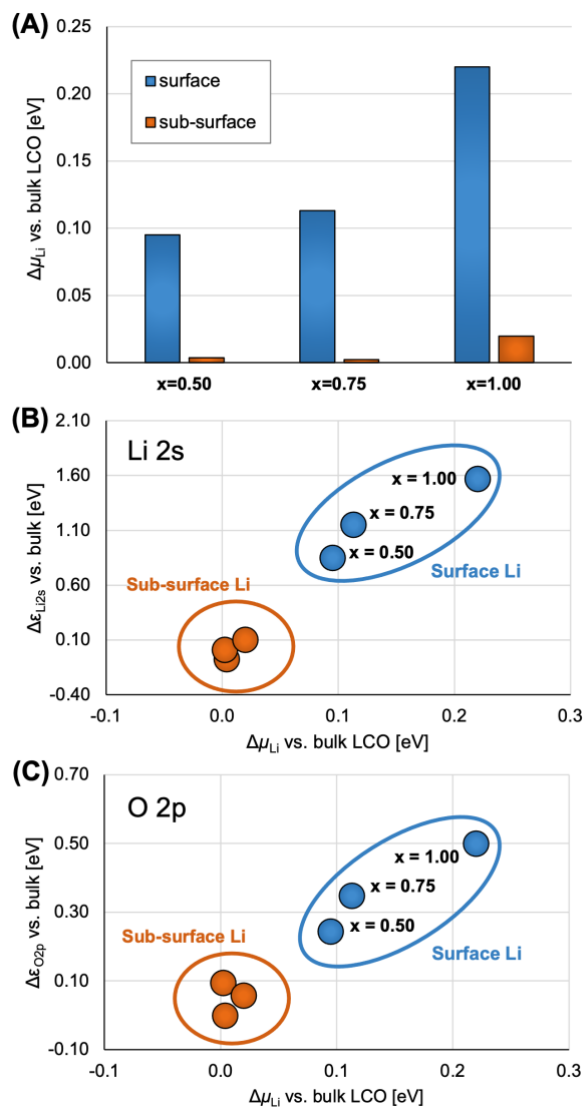 (A)
0.25
0.20
0.15
0.10
0.05
0.00
Δμ_Li vs. bulk LCO [eV]
surface
sub-surface
x=0.50 x=0.75 x=1.00
(B)
2.10
1.60
1.10
0.60
0.10
-0.40
Δε_Li2s vs. bulk [eV]
Li 2s
x = 1.00
x = 0.75
x = 0.50
Surface Li
Sub-surface Li
-0.1 0.0 0.1 0.2 0.3
Δμ_Li vs. bulk LCO [eV]
(C)
0.70
0.50
0.30
0.10
-0.10
Δε_O2p vs. bulk [eV]
O 2p
x = 1.00
x = 0.75
x = 0.50
Sub-surface Li
Surface Li
-0.1 0.0 0.1 0.2 0.3
Δμ_Li vs. bulk LCO [eV]